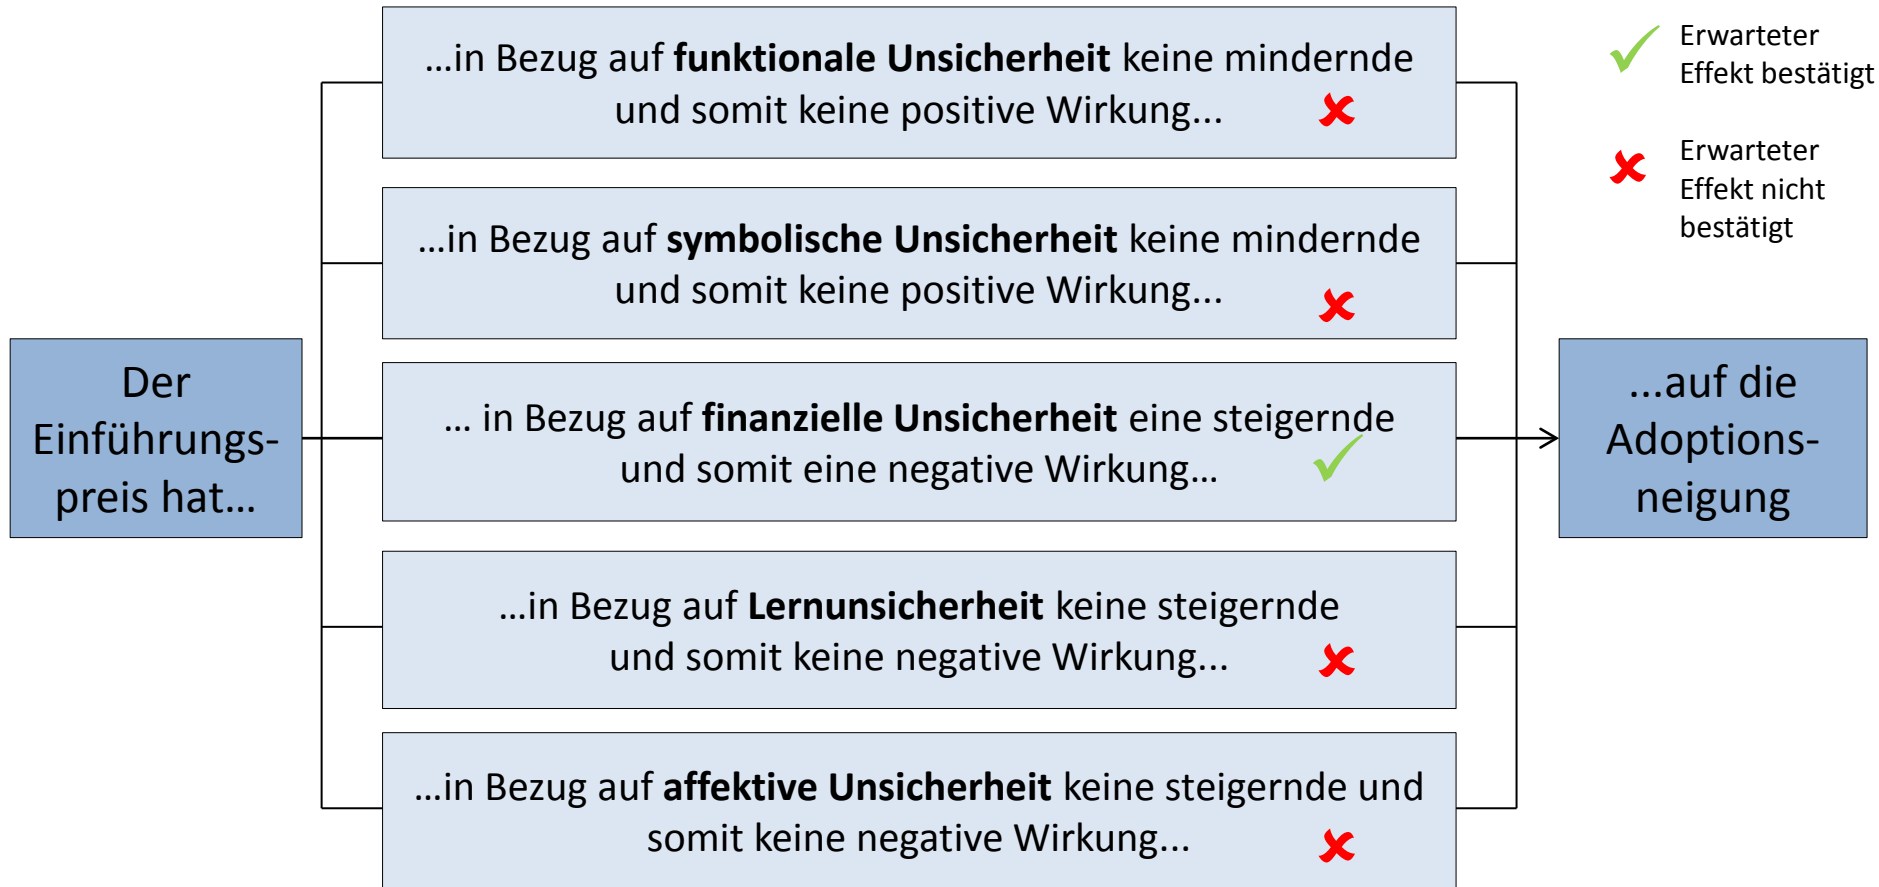 Der
Einführungs-
preis hat...
...in Bezug auf funktionale Unsicherheit keine mindernde
und somit keine positive Wirkung...
...in Bezug auf symbolische Unsicherheit keine mindernde
und somit keine positive Wirkung...
... in Bezug auf finanzielle Unsicherheit eine steigernde
und somit eine negative Wirkung...
...in Bezug auf Lernunsicherheit keine steigernde
und somit keine negative Wirkung...
...in Bezug auf affektive Unsicherheit keine steigernde und
somit keine negative Wirkung...
...auf die
Adoptions-
neigung
Erwarteter
Effekt bestätigt
Erwarteter
Effekt nicht
bestätigt